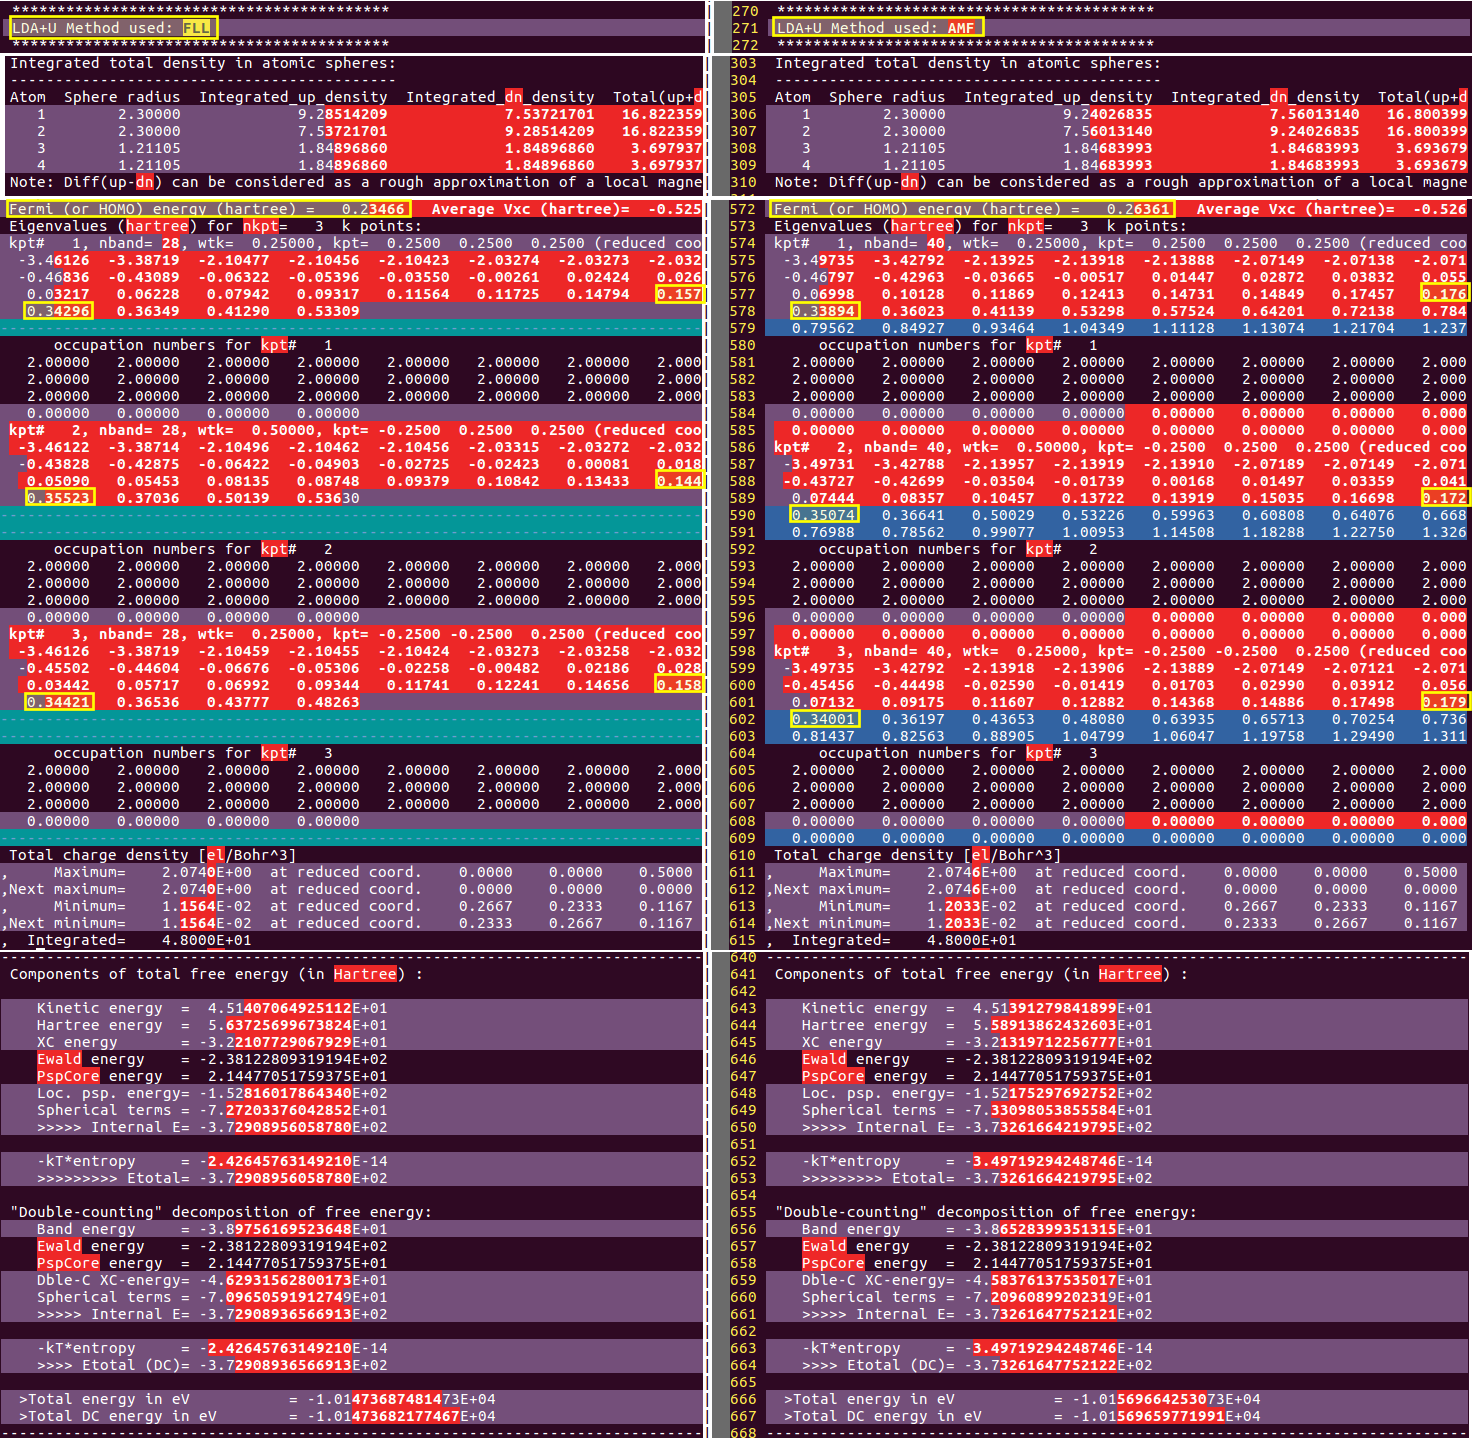 ******************************************
LDA+U Method used: FLL
******************************************
Integrated total density in atomic spheres:
-------------------------------------------
Atom  Sphere radius  Integrated_up_density  Integrated_dn_density  Total(up+d
1 2.30000 9.28514209 7.53721701 16.822359
2 2.30000 7.53721701 9.28514209 16.822359
3 1.21105 1.84896860 1.84896860 3.697937
4 1.21105 1.84896860 1.84896860 3.697937
Note: Diff(up-dn) can be considered as a rough approximation of a local magne
Fermi (or HOMO) energy (hartree) = 0.23466 Average Vxc (hartree)= -0.525
Eigenvalues (hartree) for nkpt= 3 k points:
kpt# 1, nband= 28, wtk= 0.25000, kpt= 0.2500 0.2500 0.2500 (reduced coo
-3.46126 -3.38719 -2.10477 -2.10456 -2.10423 -2.03274 -2.03273 -2.032
-0.46836 -0.43089 -0.06322 -0.05396 -0.03550 -0.00261 0.02424 0.026
0.03217 0.06228 0.07942 0.09317 0.11564 0.11725 0.14794 0.157
0.34296 0.36349 0.41290 0.53309
occupation numbers for kpt# 1
2.00000 2.00000 2.00000 2.00000 2.00000 2.00000 2.00000 2.000
2.00000 2.00000 2.00000 2.00000 2.00000 2.00000 2.00000 2.000
2.00000 2.00000 2.00000 2.00000 2.00000 2.00000 2.00000 2.000
0.00000 0.00000 0.00000 0.00000
kpt# 2, nband= 28, wtk= 0.50000, kpt= -0.2500 0.2500 0.2500 (reduced coo
-3.46122 -3.38714 -2.10496 -2.10462 -2.10456 -2.03315 -2.03272 -2.032
-0.43828 -0.42875 -0.06422 -0.04903 -0.02725 -0.02423 0.00081 0.018
0.05090 0.05453 0.08135 0.08748 0.09379 0.10842 0.13433 0.144
0.35523 0.37036 0.50139 0.53630
occupation numbers for kpt# 2
2.00000 2.00000 2.00000 2.00000 2.00000 2.00000 2.00000 2.000
2.00000 2.00000 2.00000 2.00000 2.00000 2.00000 2.00000 2.000
2.00000 2.00000 2.00000 2.00000 2.00000 2.00000 2.00000 2.000
0.00000 0.00000 0.00000 0.00000
kpt# 3, nband= 28, wtk= 0.25000, kpt= -0.2500 -0.2500 0.2500 (reduced coo
-3.46126 -3.38719 -2.10459 -2.10455 -2.10424 -2.03273 -2.03258 -2.032
-0.45502 -0.44604 -0.06676 -0.05306 -0.02258 -0.00482 0.02186 0.028
0.03442 0.05717 0.06992 0.09344 0.11741 0.12241 0.14656 0.158
0.34421 0.36536 0.43777 0.48263
occupation numbers for kpt# 3
2.00000 2.00000 2.00000 2.00000 2.00000 2.00000 2.00000 2.000
2.00000 2.00000 2.00000 2.00000 2.00000 2.00000 2.00000 2.000
2.00000 2.00000 2.00000 2.00000 2.00000 2.00000 2.00000 2.000
0.00000 0.00000 0.00000 0.00000
Total charge density [el/Bohr^3]
, Maximum= 2.0740E+00 at reduced coord. 0.0000 0.0000 0.5000
,Next maximum= 2.0740E+00 at reduced coord. 0.0000 0.0000 0.0000
, Minimum= 1.1564E-02 at reduced coord. 0.2667 0.2333 0.1167
,Next minimum= 1.1564E-02 at reduced coord. 0.2333 0.2667 0.1167
, Integrated= 4.8000E+01
Components of total free energy (in Hartree) :
Kinetic energy = 4.51407064925112E+01
Hartree energy = 5.63725699673824E+01
XC energy = -3.22107729067929E+01
Ewald energy = -2.38122809319194E+02
PspCore energy = 2.14477051759375E+01
Loc. psp. energy= -1.52816017864340E+02
Spherical terms = -7.27203376042852E+01
>>>>> Internal E= -3.72908956058780E+02
-kT*entropy = -2.42645763149210E-14
>>>>>>>>> Etotal= -3.72908956058780E+02
"Double-counting" decomposition of free energy:
Band energy = -3.89756169523648E+01
Ewald energy = -2.38122809319194E+02
PspCore energy = 2.14477051759375E+01
Dble-C XC-energy= -4.62931562800173E+01
Spherical terms = -7.09650591912749E+01
>>>>> Internal E= -3.72908936566913E+02
-kT*entropy = -2.42645763149210E-14
>>>> Etotal (DC)= -3.72908936566913E+02
>Total energy in eV = -1.01473687481473E+04
>Total DC energy in eV = -1.01473682177467E+04
270 ******************************************
271 LDA+U Method used: AMF
272 ******************************************
303 Integrated total density in atomic spheres:
304 -------------------------------------------
305 Atom  Sphere radius  Integrated_up_density  Integrated_dn_density  Total(up+d
306 1 2.30000 9.24026835 7.56013140 16.800399
307 2 2.30000 7.56013140 9.24026835 16.800399
308 3 1.21105 1.84683993 1.84683993 3.693679
309 4 1.21105 1.84683993 1.84683993 3.693679
310 Note: Diff(up-dn) can be considered as a rough approximation of a local magne
572 Fermi (or HOMO) energy (hartree) = 0.26361 Average Vxc (hartree)= -0.526
573 Eigenvalues (hartree) for nkpt= 3 k points:
574 kpt# 1, nband= 40, wtk= 0.25000, kpt= 0.2500 0.2500 0.2500 (reduced coo
575 -3.49735 -3.42792 -2.13925 -2.13918 -2.13888 -2.07149 -2.07138 -2.071
576 -0.46797 -0.42963 -0.03665 -0.00517 0.01447 0.02872 0.03832 0.055
577 0.06998 0.10128 0.11869 0.12413 0.14731 0.14849 0.17457 0.176
578 0.33894 0.36023 0.41139 0.53298 0.57524 0.64201 0.72138 0.784
579 0.79562 0.84927 0.93464 1.04349 1.11128 1.13074 1.21704 1.237
580 occupation numbers for kpt# 1
581 2.00000 2.00000 2.00000 2.00000 2.00000 2.00000 2.00000 2.000
582 2.00000 2.00000 2.00000 2.00000 2.00000 2.00000 2.00000 2.000
583 2.00000 2.00000 2.00000 2.00000 2.00000 2.00000 2.00000 2.000
584 0.00000 0.00000 0.00000 0.00000 0.00000 0.00000 0.00000 0.000
585 0.00000 0.00000 0.00000 0.00000 0.00000 0.00000 0.00000 0.000
586 kpt# 2, nband= 40, wtk= 0.50000, kpt= -0.2500 0.2500 0.2500 (reduced coo
587 -3.49731 -3.42788 -2.13957 -2.13919 -2.13910 -2.07189 -2.07149 -2.071
588 -0.43727 -0.42699 -0.03504 -0.01739 0.00168 0.01497 0.03359 0.041
589 0.07444 0.08357 0.10457 0.13722 0.13919 0.15035 0.16698 0.172
590 0.35074 0.36641 0.50029 0.53226 0.59963 0.60808 0.64076 0.668
591 0.76988 0.78562 0.99077 1.00953 1.14508 1.18288 1.22750 1.326
592 occupation numbers for kpt# 2
593 2.00000 2.00000 2.00000 2.00000 2.00000 2.00000 2.00000 2.000
594 2.00000 2.00000 2.00000 2.00000 2.00000 2.00000 2.00000 2.000
595 2.00000 2.00000 2.00000 2.00000 2.00000 2.00000 2.00000 2.000
596 0.00000 0.00000 0.00000 0.00000 0.00000 0.00000 0.00000 0.000
597 0.00000 0.00000 0.00000 0.00000 0.00000 0.00000 0.00000 0.000
598 kpt# 3, nband= 40, wtk= 0.25000, kpt= -0.2500 -0.2500 0.2500 (reduced coo
599 -3.49735 -3.42792 -2.13918 -2.13906 -2.13889 -2.07149 -2.07121 -2.071
600 -0.45456 -0.44498 -0.02590 -0.01419 0.01703 0.02990 0.03912 0.056
601 0.07132 0.09175 0.11607 0.12882 0.14368 0.14886 0.17498 0.179
602 0.34001 0.36197 0.43653 0.48080 0.63935 0.65713 0.70254 0.736
603 0.81437 0.82563 0.88905 1.04799 1.06047 1.19758 1.29490 1.311
604 occupation numbers for kpt# 3
605 2.00000 2.00000 2.00000 2.00000 2.00000 2.00000 2.00000 2.000
606 2.00000 2.00000 2.00000 2.00000 2.00000 2.00000 2.00000 2.000
607 2.00000 2.00000 2.00000 2.00000 2.00000 2.00000 2.00000 2.000
608 0.00000 0.00000 0.00000 0.00000 0.00000 0.00000 0.00000 0.000
609 0.00000 0.00000 0.00000 0.00000 0.00000 0.00000 0.00000 0.000
610 Total charge density [el/Bohr^3]
611 , Maximum= 2.0746E+00 at reduced coord. 0.0000 0.0000 0.5000
612 ,Next maximum= 2.0746E+00 at reduced coord. 0.0000 0.0000 0.0000
613 , Minimum= 1.2033E-02 at reduced coord. 0.2667 0.2333 0.1167
614 ,Next minimum= 1.2033E-02 at reduced coord. 0.2333 0.2667 0.1167
615 , Integrated= 4.8000E+01
640
641 Components of total free energy (in Hartree) :
642
643 Kinetic energy = 4.51391279841899E+01
644 Hartree energy = 5.58913862432603E+01
645 XC energy = -3.21319712256777E+01
646 Ewald energy = -2.38122809319194E+02
647 PspCore energy = 2.14477051759375E+01
648 Loc. psp. energy= -1.52175297692752E+02
649 Spherical terms = -7.33098053855584E+01
650 >>>>> Internal E= -3.73261664219795E+02
651
652 -kT*entropy = -3.49719294248746E-14
653 >>>>>>>>> Etotal= -3.73261664219795E+02
654
655 "Double-counting" decomposition of free energy:
656 Band energy = -3.86528399351315E+01
657 Ewald energy = -2.38122809319194E+02
658 PspCore energy = 2.14477051759375E+01
659 Dble-C XC-energy= -4.58376137535017E+01
660 Spherical terms = -7.20960899202319E+01
661 >>>>> Internal E= -3.73261647752121E+02
662
663 -kT*entropy = -3.49719294248746E-14
664 >>>> Etotal (DC)= -3.73261647752122E+02
665
666 >Total energy in eV = -1.01569664253073E+04
667 >Total DC energy in eV = -1.01569659771991E+04
668